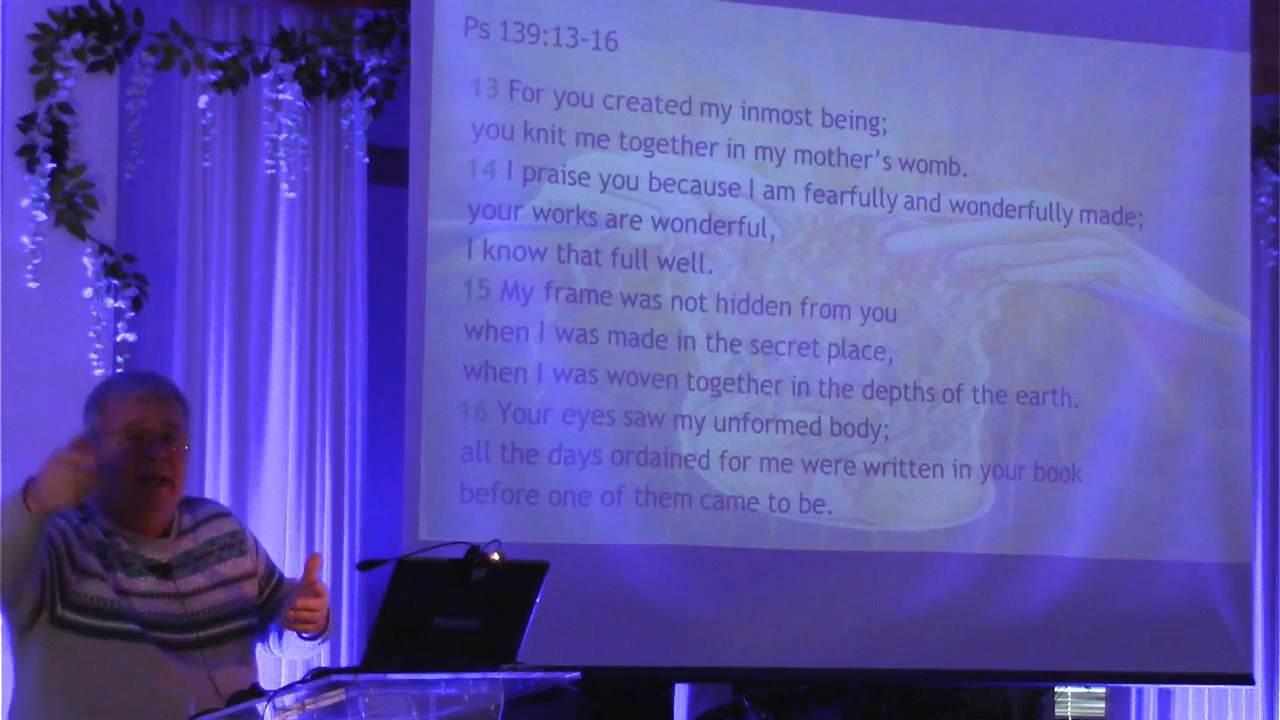 Ps 139:13-16
13 For you created my inmost being;
you knit me together in my mother's womb.
14 I praise you because I am fearfully and wonderfully made;
your works are wonderful,
I know that full well.
15 My frame was not hidden from you
when I was made in the secret place,
when I was woven together in the depths of the earth.
16 Your eyes saw my unformed body;
all the days ordained for me were written in your book
before one of them came to be.